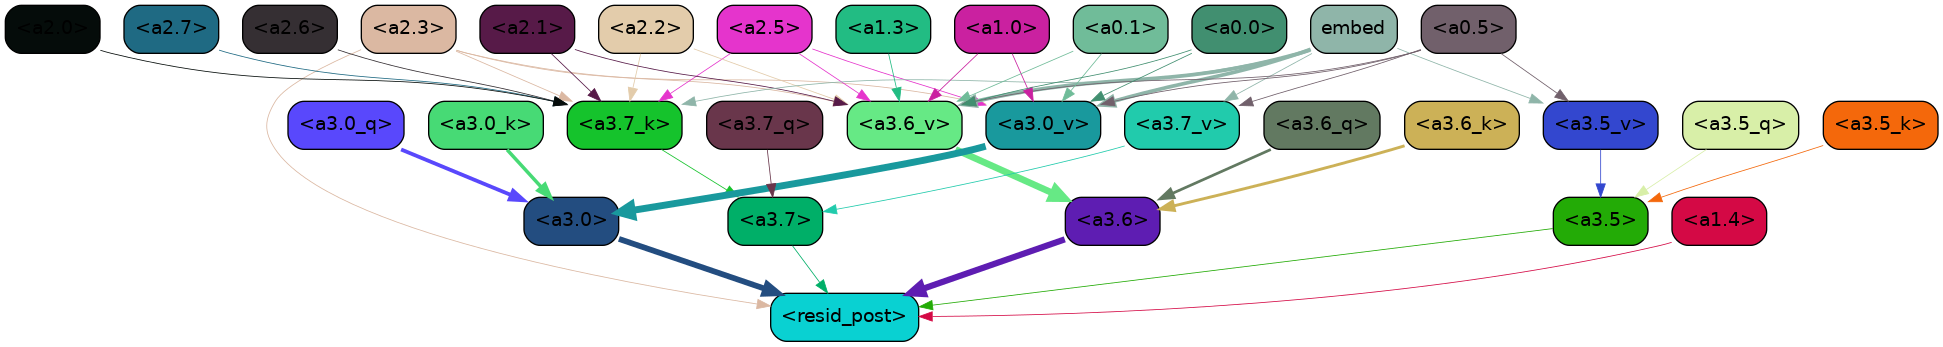 <a2.0> <a2.7> <a2.6> <a2.3> <a2.1> <a2.2> <a2.5> <a1.3> <a1.0> <a0.1> <a0.0> embed <a0.5>
<a3.0_q> <a3.0_k> <a3.7_k> <a3.7_q> <a3.6_v> <a3.0_v> <a3.7_v> <a3.6_q> <a3.6_k> <a3.5_v> <a3.5_q> <a3.5_k>
<a3.0> <a3.7> <a3.6> <a3.5> <a1.4>
<resid_post>